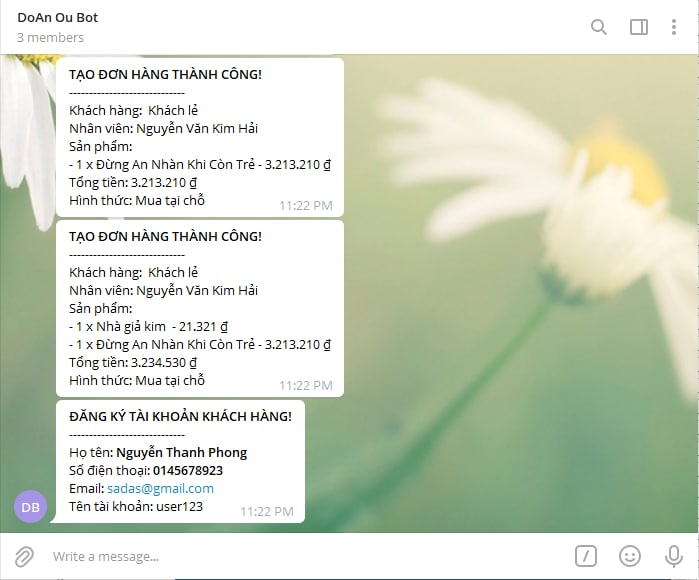 DoAn Ou Bot
3 members
TẠO ĐƠN HÀNG THÀNH CÔNG!
-----------------------------
Khách hàng:  Khách lẻ
Nhân viên: Nguyễn Văn Kim Hải
Sản phẩm:
- 1 x Đừng An Nhàn Khi Còn Trẻ - 3.213.210 ₫
Tổng tiền: 3.213.210 ₫
Hình thức: Mua tại chỗ
11:22 PM
TẠO ĐƠN HÀNG THÀNH CÔNG!
-----------------------------
Khách hàng:  Khách lẻ
Nhân viên: Nguyễn Văn Kim Hải
Sản phẩm:
- 1 x Nhà giả kim  - 21.321 ₫
- 1 x Đừng An Nhàn Khi Còn Trẻ - 3.213.210 ₫
Tổng tiền: 3.234.530 ₫
Hình thức: Mua tại chỗ
11:22 PM
ĐĂNG KÝ TÀI KHOẢN KHÁCH HÀNG!
-----------------------------
Họ tên: Nguyễn Thanh Phong
Số điện thoại: 0145678923
Email: sadas@gmail.com
Tên tài khoản: user123
11:22 PM
DB
Write a message...